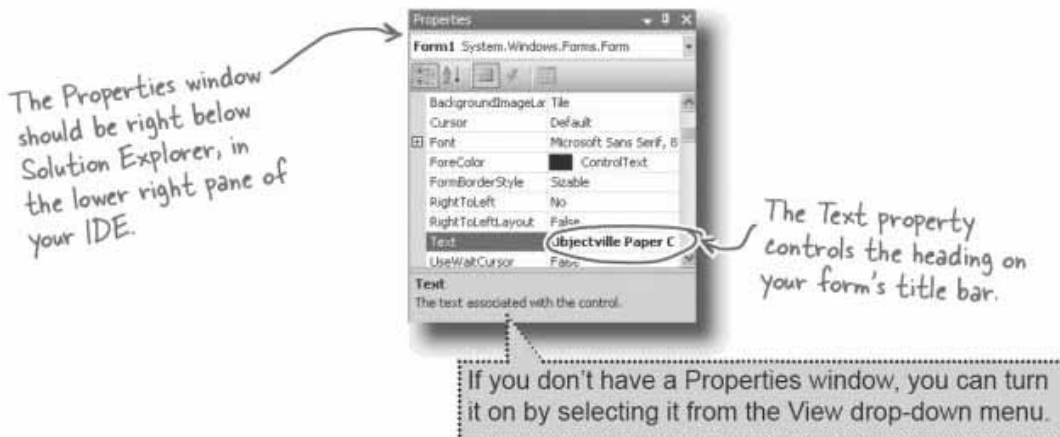 Properties
Form1 System.Windows.Forms.Form
The Properties window
should be right below
Solution Explorer, in
the lower right pane of
your IDE.
BackgroundImageLa Tile
Cursor Default
Font Microsoft Sans Serif, 8
ForeColor ControlText
FormBorderStyle Sizable
RightToLeft No
RightToLeftLayout False
Text Objectville Paper C
UseWaitCursor False
The Text property
controls the heading on
your form's title bar.
Text
The text associated with the control.
If you don't have a Properties window, you can turn
it on by selecting it from the View drop-down menu.